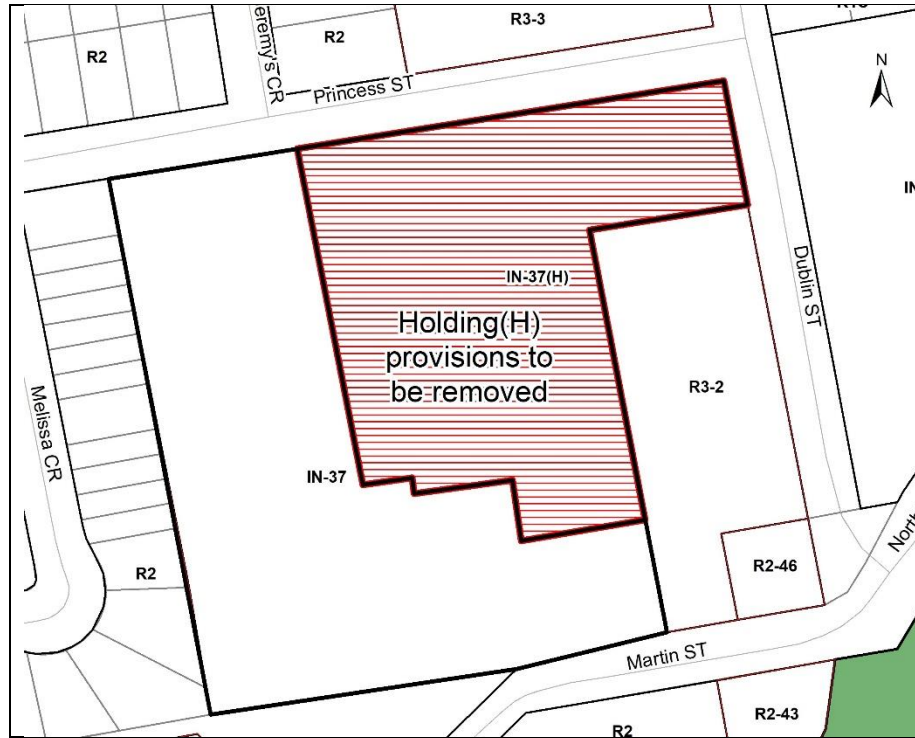 R3-3
R2
R2
eremy's CR
Princess ST
N
IN
IN-37(H)
Holding(H)
provisions to
be removed
Dublin ST
R3-2
Melissa CR
IN-37
R2
R2-46
North
Martin ST
R2-43
R2